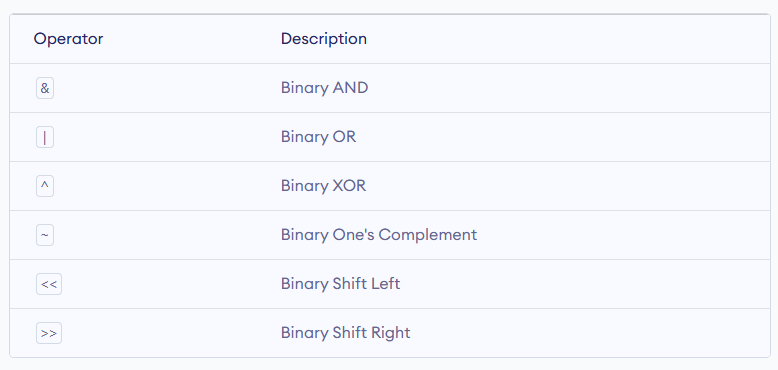 Operator Description
& Binary AND
| Binary OR
^ Binary XOR
~ Binary One's Complement
<< Binary Shift Left
>> Binary Shift Right